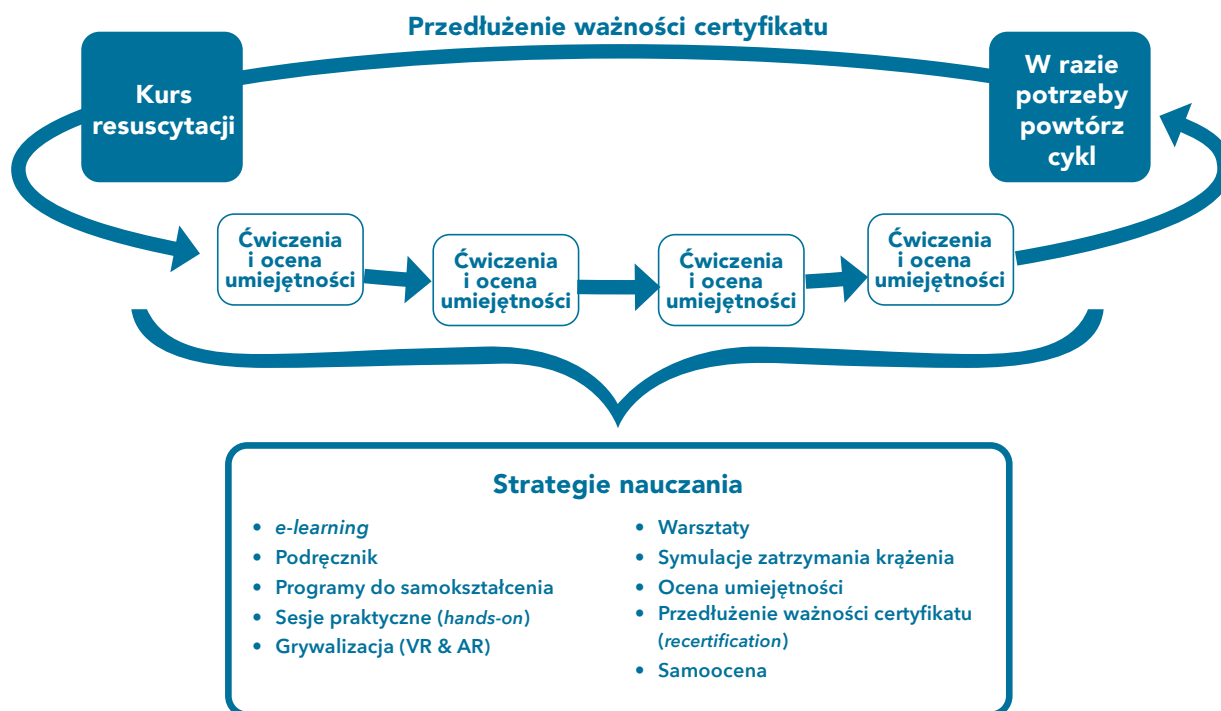 Przedłużenie ważności certyfikatu
Kurs
resuscytacji
W razie
potrzeby
powtórz
cykl
Ćwiczenia
i ocena
umiejętności
Ćwiczenia
i ocena
umiejętności
Ćwiczenia
i ocena
umiejętności
Ćwiczenia
i ocena
umiejętności
Strategie nauczania
• e-learning
• Podręcznik
• Programy do samokształcenia
• Sesje praktyczne (hands-on)
• Grywalizacja (VR & AR)
• Warsztaty
• Symulacje zatrzymania krążenia
• Ocena umiejętności
• Przedłużenie ważności certyfikatu
(recertification)
• Samoocena